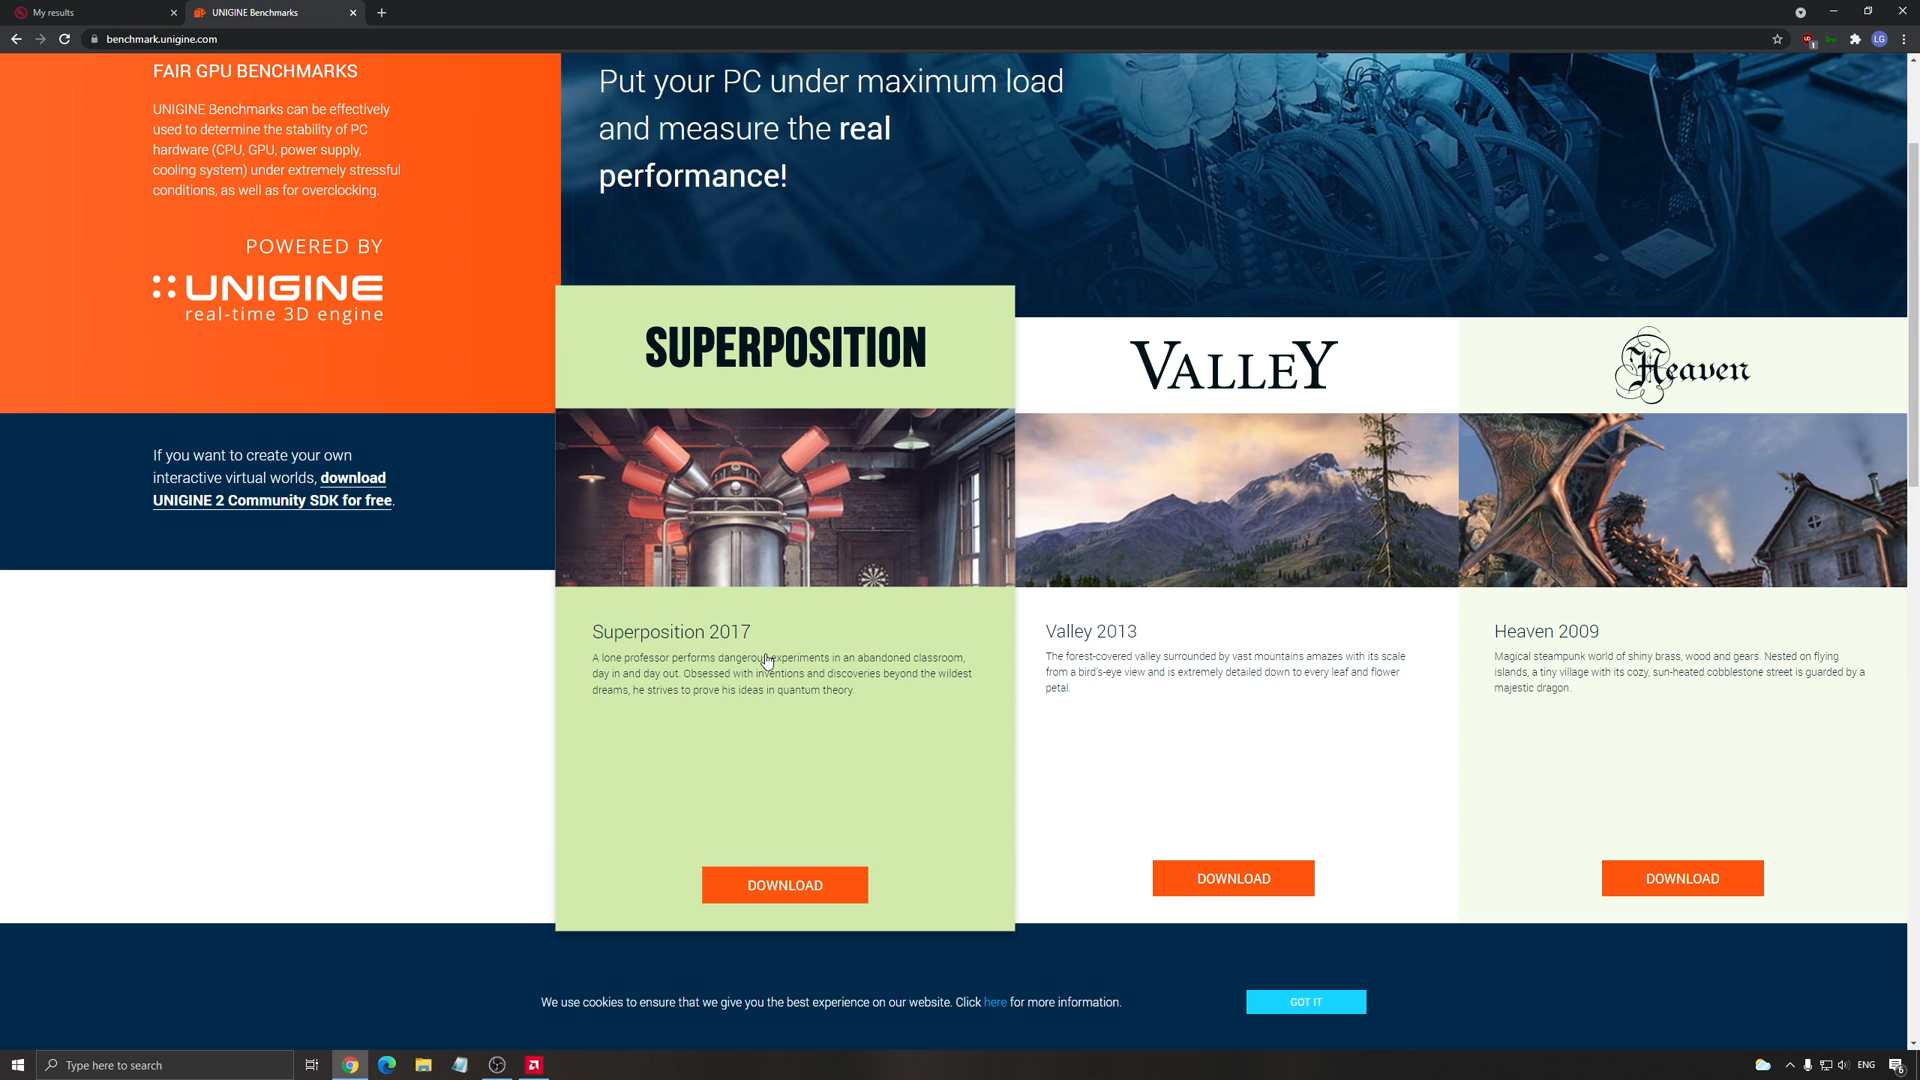 My results
UNIGINE Benchmarks
benchmark.unigine.com
LG
1
FAIR GPU BENCHMARKS
UNIGINE Benchmarks can be effectively
used to determine the stability of PC
hardware (CPU, GPU, power supply,
cooling system) under extremely stressful
conditions, as well as for overclocking.
POWERED BY
UNIGINE
real-time 3D engine
If you want to create your own
interactive virtual worlds, download
UNIGINE 2 Community SDK for free.
Put your PC under maximum load
and measure the real
performance!
SUPERPOSITION
Superposition 2017
A lone professor performs dangerous experiments in an abandoned classroom,
day in and day out. Obsessed with inventions and discoveries beyond the wildest
dreams, he strives to prove his ideas in quantum theory.
DOWNLOAD
VALLEY
Valley 2013
The forest-covered valley surrounded by vast mountains amazes with its scale
from a bird's-eye view and is extremely detailed down to every leaf and flower
petal.
DOWNLOAD
Heaven
Heaven 2009
Magical steampunk world of shiny brass, wood and gears. Nested on flying
islands, a tiny village with its cozy, sun-heated cobblestone street is guarded by a
majestic dragon.
DOWNLOAD
We use cookies to ensure that we give you the best experience on our website. Click here for more information.
GOT IT
Type here to search
ENG
6